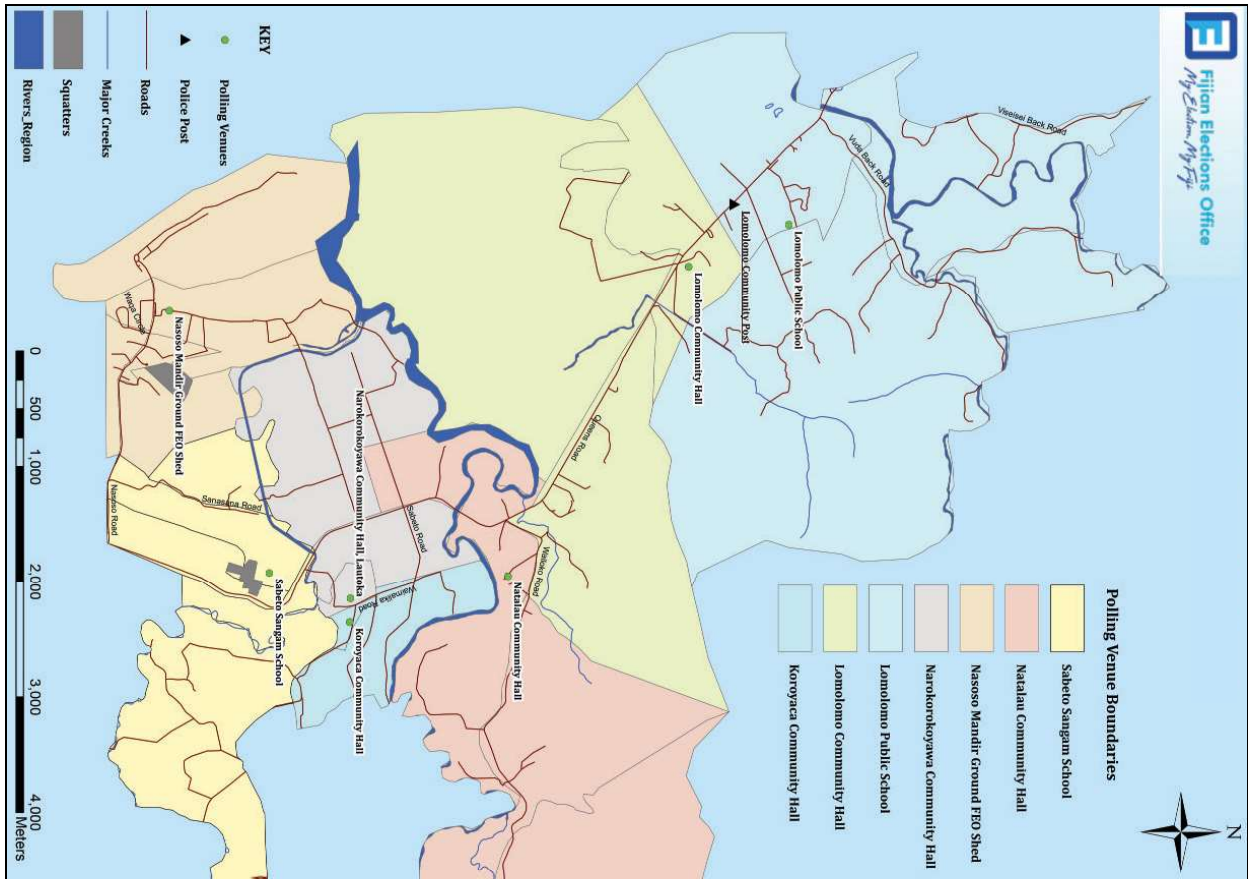 Fijian Elections Office
My Election, My Fiji
N
Viseisei Back Road
Vuda Back Road
Lomolomo Public School
Lomolomo Community Post
Lomolomo Community Hall
Queens Road
Wailoko Road
Natalau Community Hall
Sabeto Road
Narokorokoyawa Community Hall, Lautoka
Waimalika Road
Koroyaca Community Hall
Sabeto Sangam School
Sanasana Road
Nasoso Road
Nasoso Mandir Ground FEO Shed
Waqa Circle
Polling Venue Boundaries
Sabeto Sangam School
Natalau Community Hall
Nasoso Mandir Ground FEO Shed
Narokorokoyawa Community Hall
Lomolomo Public School
Lomolomo Community Hall
Koroyaca Community Hall
KEY
Polling Venues
Police Post
Roads
Major Creeks
Squatters
Rivers_Region
0 500 1,000 2,000 3,000 4,000
Meters